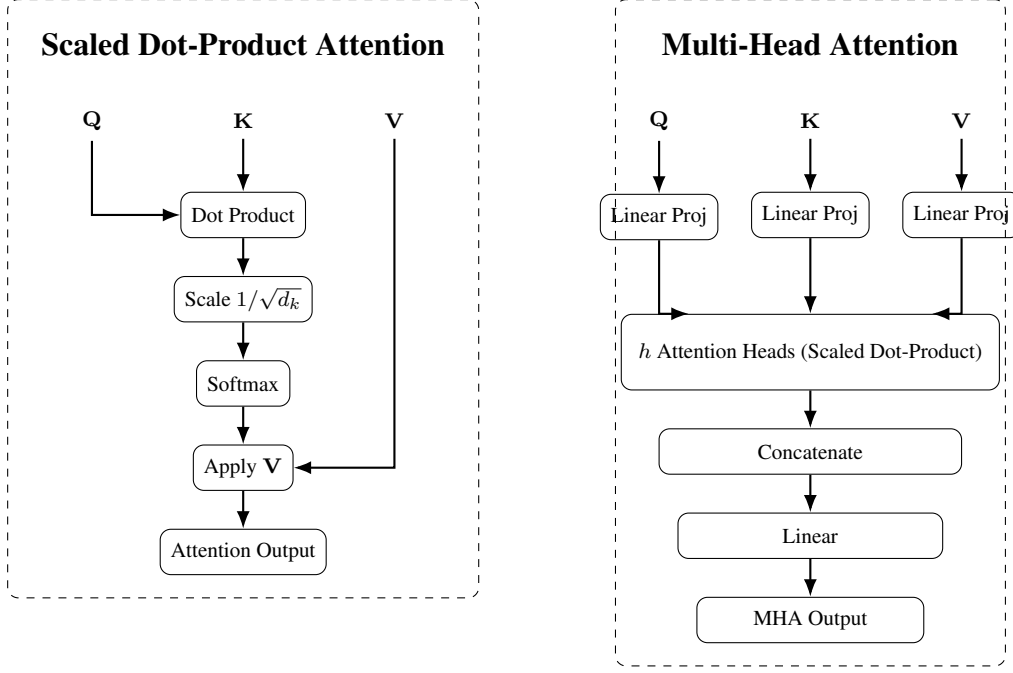 Scaled Dot-Product Attention
Q
K
V
Dot Product
Scale 1/√d_k
Softmax
Apply V
Attention Output
Multi-Head Attention
Q
K
V
Linear Proj
Linear Proj
Linear Proj
h Attention Heads (Scaled Dot-Product)
Concatenate
Linear
MHA Output